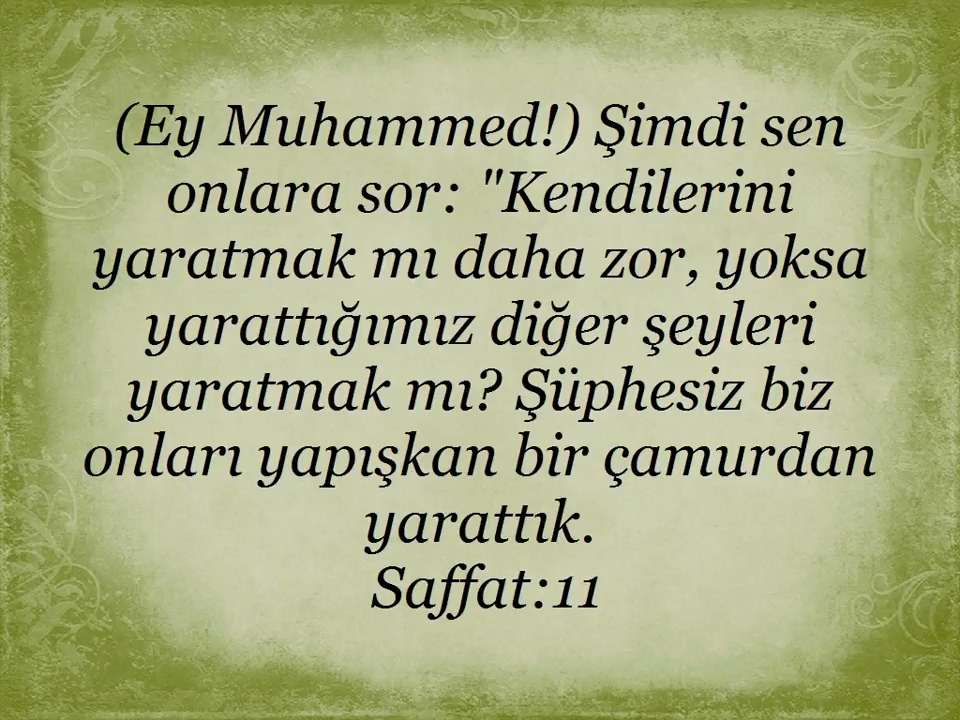 (Ey Muhammed!) Şimdi sen
onlara sor: "Kendilerini
yaratmak mı daha zor, yoksa
yarattığımız diğer şeyleri
yaratmak mı? Şüphesiz biz
onları yapışkan bir çamurdan
yarattık.
Saffat:11